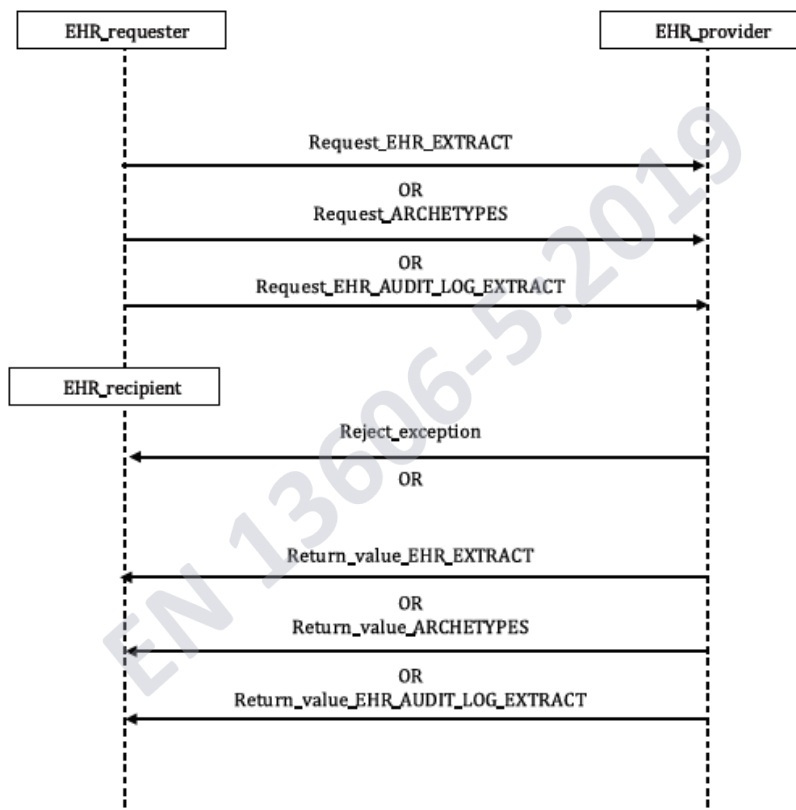 EHR_requester
EHR_provider
Request_EHR_EXTRACT
OR
Request_ARCHETYPES
OR
Request_EHR_AUDIT_LOG_EXTRACT
EHR_recipient
Reject_exception
OR
Return_value_EHR_EXTRACT
OR
Return_value_ARCHETYPES
OR
Return_value_EHR_AUDIT_LOG_EXTRACT
EN 13606-5:2019